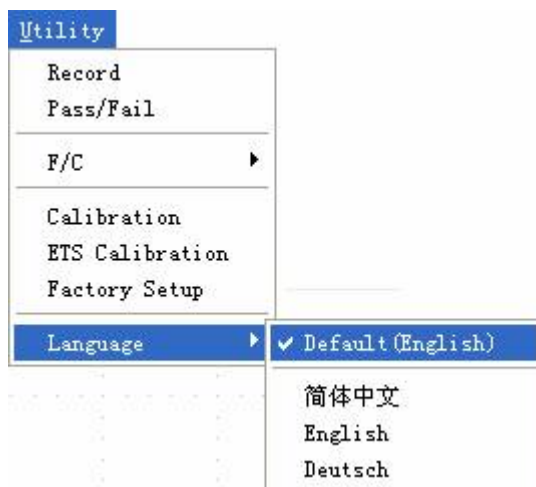 Utility
Record
Pass/Fail
F/C
Calibration
ETS Calibration
Factory Setup
Language
Default(English)
简体中文
English
Deutsch